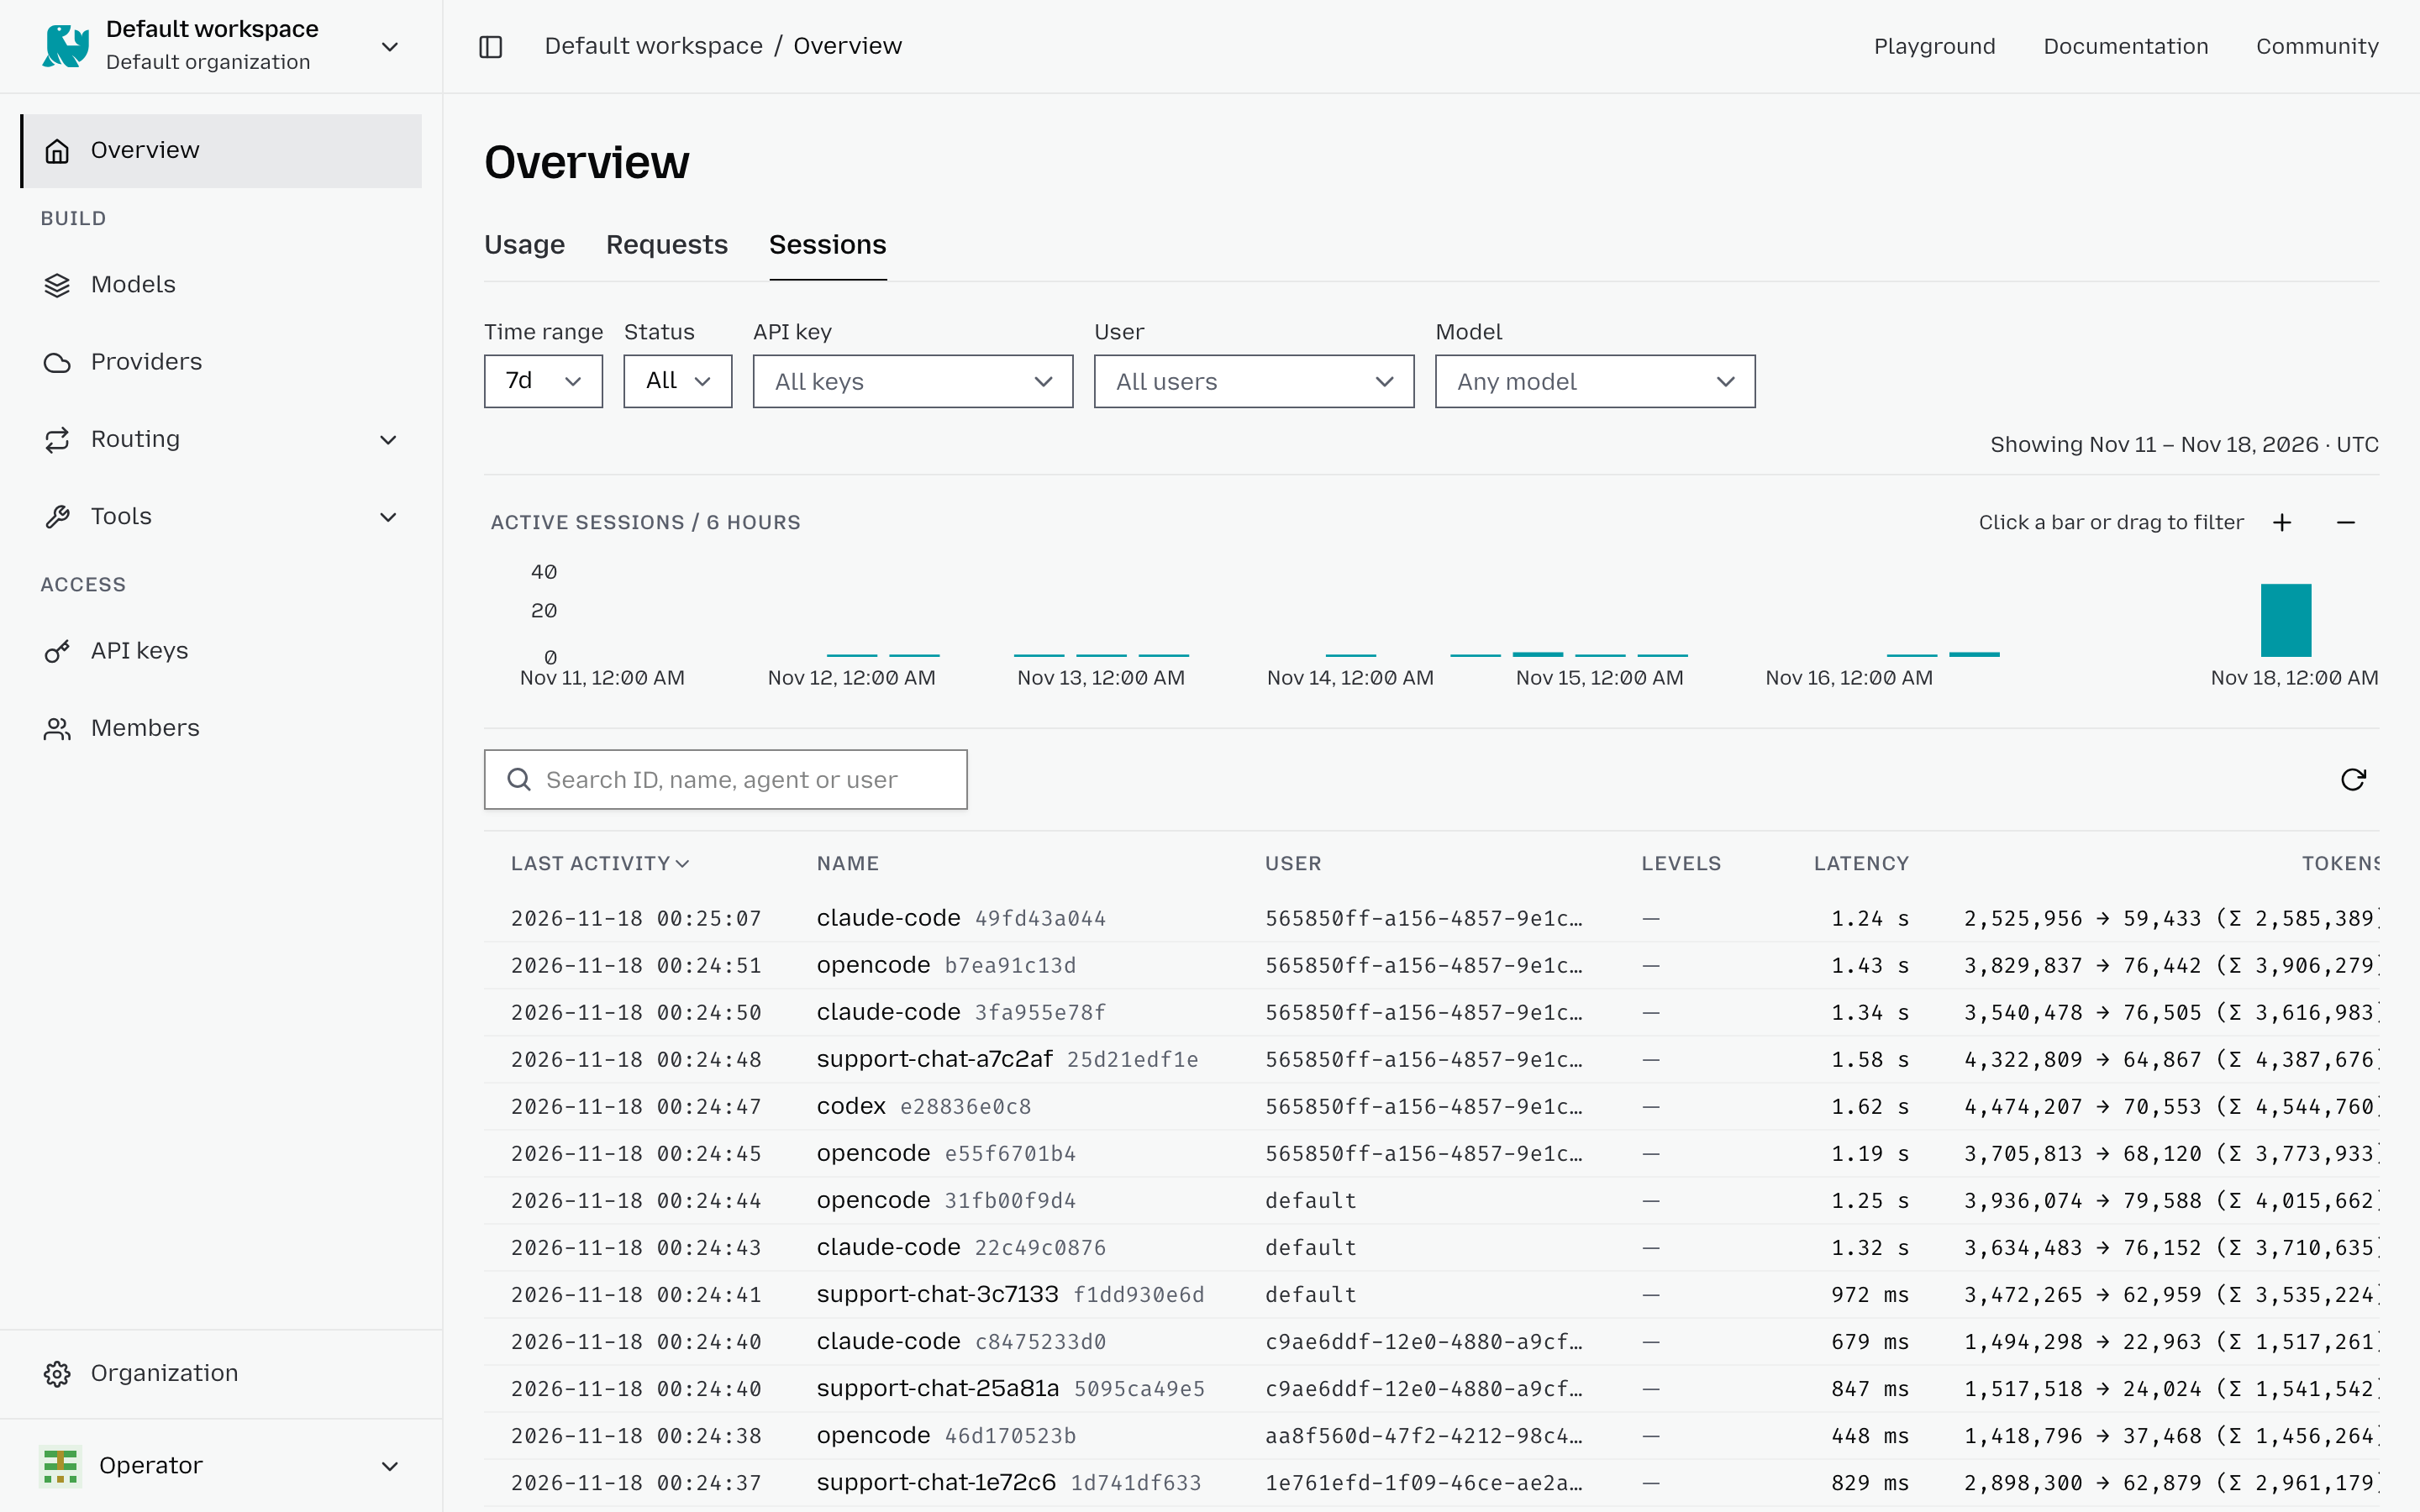 Default workspace
Default organization
Default workspace / Overview
Playground
Documentation
Community
Overview
BUILD
Models
Providers
Routing
Tools
ACCESS
API keys
Members
Organization
Operator
Overview
Usage
Requests
Sessions
Time range
Status
API key
User
Model
7d
All
All keys
All users
Any model
Showing Nov 11 – Nov 18, 2026 · UTC
ACTIVE SESSIONS / 6 HOURS
Click a bar or drag to filter
40
20
0
Nov 11, 12:00 AM
Nov 12, 12:00 AM
Nov 13, 12:00 AM
Nov 14, 12:00 AM
Nov 15, 12:00 AM
Nov 16, 12:00 AM
Nov 18, 12:00 AM
Search ID, name, agent or user
LAST ACTIVITY NAME USER LEVELS LATENCY TOKENS
2026-11-18 00:25:07 claude-code 49fd43a044 565850ff-a156-4857-9e1c… — 1.24 s 2,525,956 → 59,433 (Σ 2,585,389)
2026-11-18 00:24:51 opencode b7ea91c13d 565850ff-a156-4857-9e1c… — 1.43 s 3,829,837 → 76,442 (Σ 3,906,279)
2026-11-18 00:24:50 claude-code 3fa955e78f 565850ff-a156-4857-9e1c… — 1.34 s 3,540,478 → 76,505 (Σ 3,616,983)
2026-11-18 00:24:48 support-chat-a7c2af 25d21edf1e 565850ff-a156-4857-9e1c… — 1.58 s 4,322,809 → 64,867 (Σ 4,387,676)
2026-11-18 00:24:47 codex e28836e0c8 565850ff-a156-4857-9e1c… — 1.62 s 4,474,207 → 70,553 (Σ 4,544,760)
2026-11-18 00:24:45 opencode e55f6701b4 565850ff-a156-4857-9e1c… — 1.19 s 3,705,813 → 68,120 (Σ 3,773,933)
2026-11-18 00:24:44 opencode 31fb00f9d4 default — 1.25 s 3,936,074 → 79,588 (Σ 4,015,662)
2026-11-18 00:24:43 claude-code 22c49c0876 default — 1.32 s 3,634,483 → 76,152 (Σ 3,710,635)
2026-11-18 00:24:41 support-chat-3c7133 f1dd930e6d default — 972 ms 3,472,265 → 62,959 (Σ 3,535,224)
2026-11-18 00:24:40 claude-code c8475233d0 c9ae6ddf-12e0-4880-a9cf… — 679 ms 1,494,298 → 22,963 (Σ 1,517,261)
2026-11-18 00:24:40 support-chat-25a81a 5095ca49e5 c9ae6ddf-12e0-4880-a9cf… — 847 ms 1,517,518 → 24,024 (Σ 1,541,542)
2026-11-18 00:24:38 opencode 46d170523b aa8f560d-47f2-4212-98c4… — 448 ms 1,418,796 → 37,468 (Σ 1,456,264)
2026-11-18 00:24:37 support-chat-1e72c6 1d741df633 1e761efd-1f09-46ce-ae2a… — 829 ms 2,898,300 → 62,879 (Σ 2,961,179)